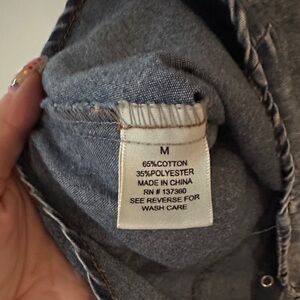 M
65%COTTON
35%POLYESTER
MADE IN CHINA
RN # 137360
SEE REVERSE FOR
WASH CARE